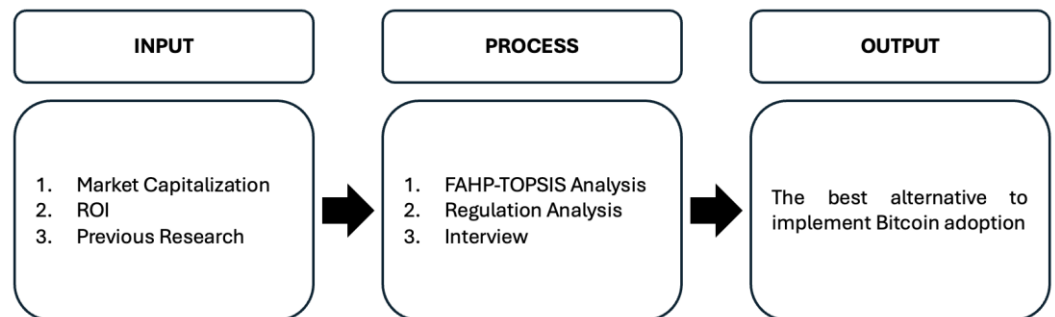 INPUT
PROCESS
OUTPUT
1. Market Capitalization
2. ROI
3. Previous Research
1. FAHP-TOPSIS Analysis
2. Regulation Analysis
3. Interview
The best alternative to
implement Bitcoin adoption